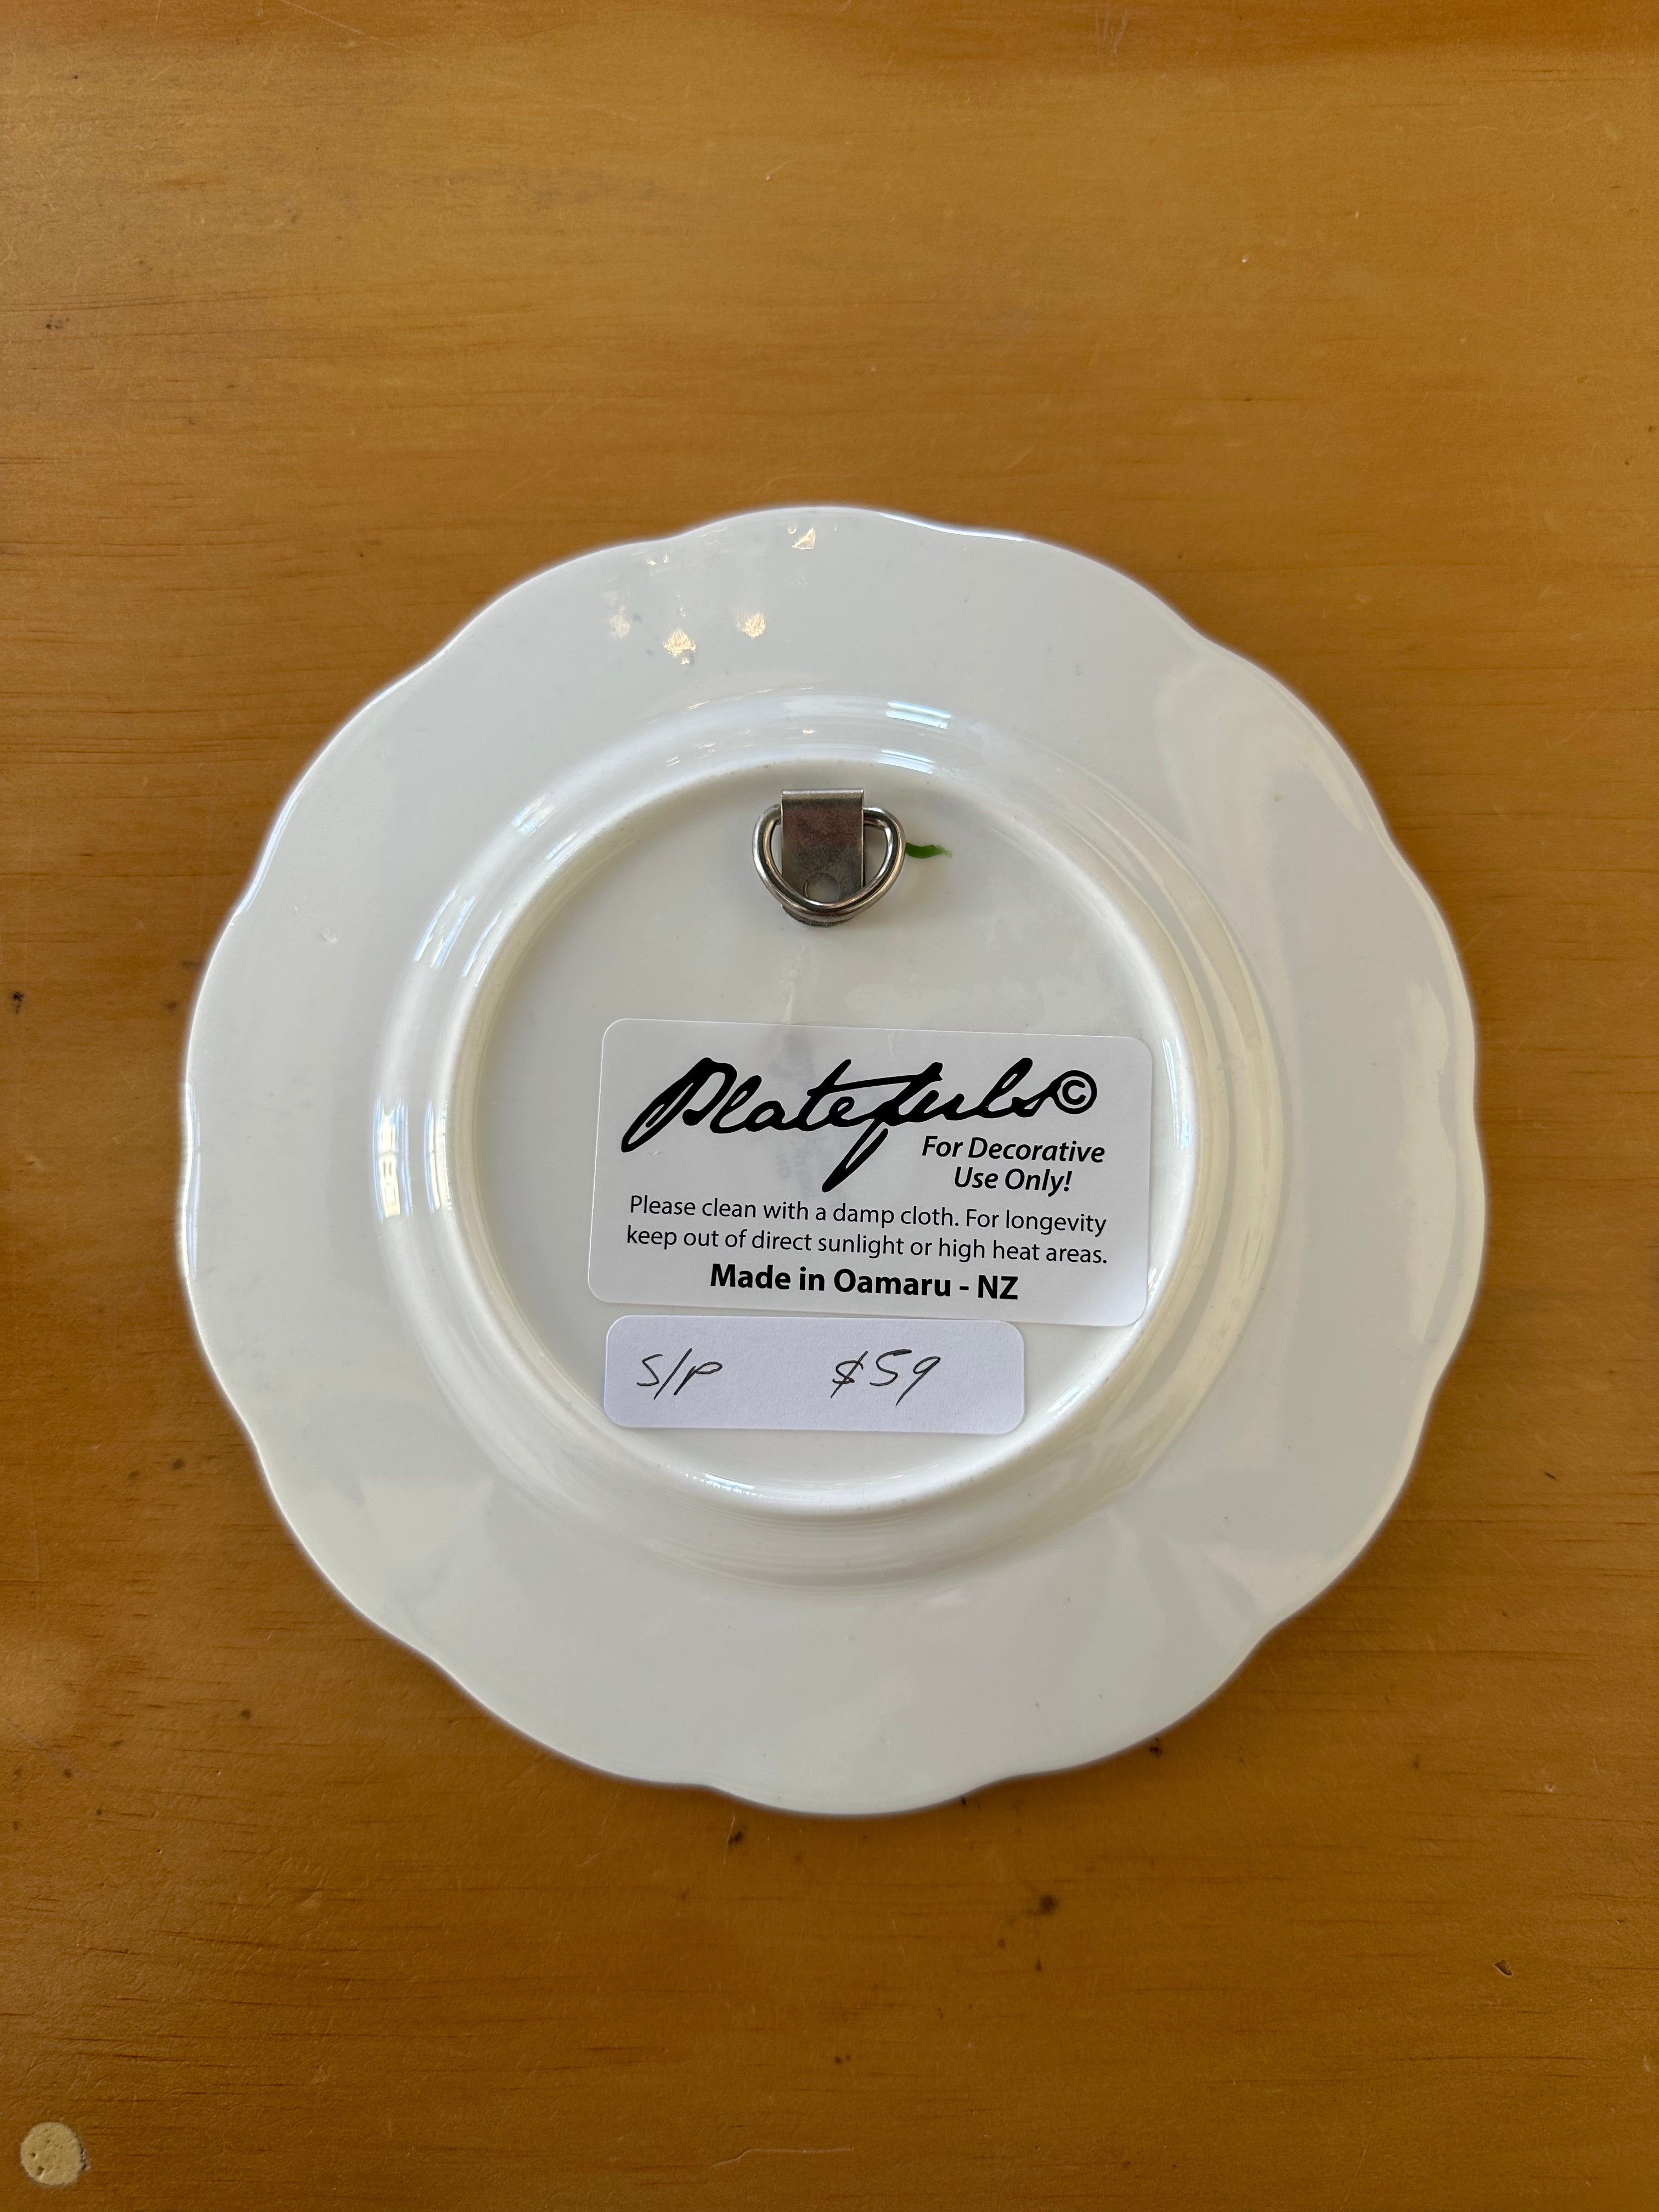 Platefuls©
For Decorative
Use Only!
Please clean with a damp cloth. For longevity
keep out of direct sunlight or high heat areas.
Made in Oamaru - NZ
S/P $59